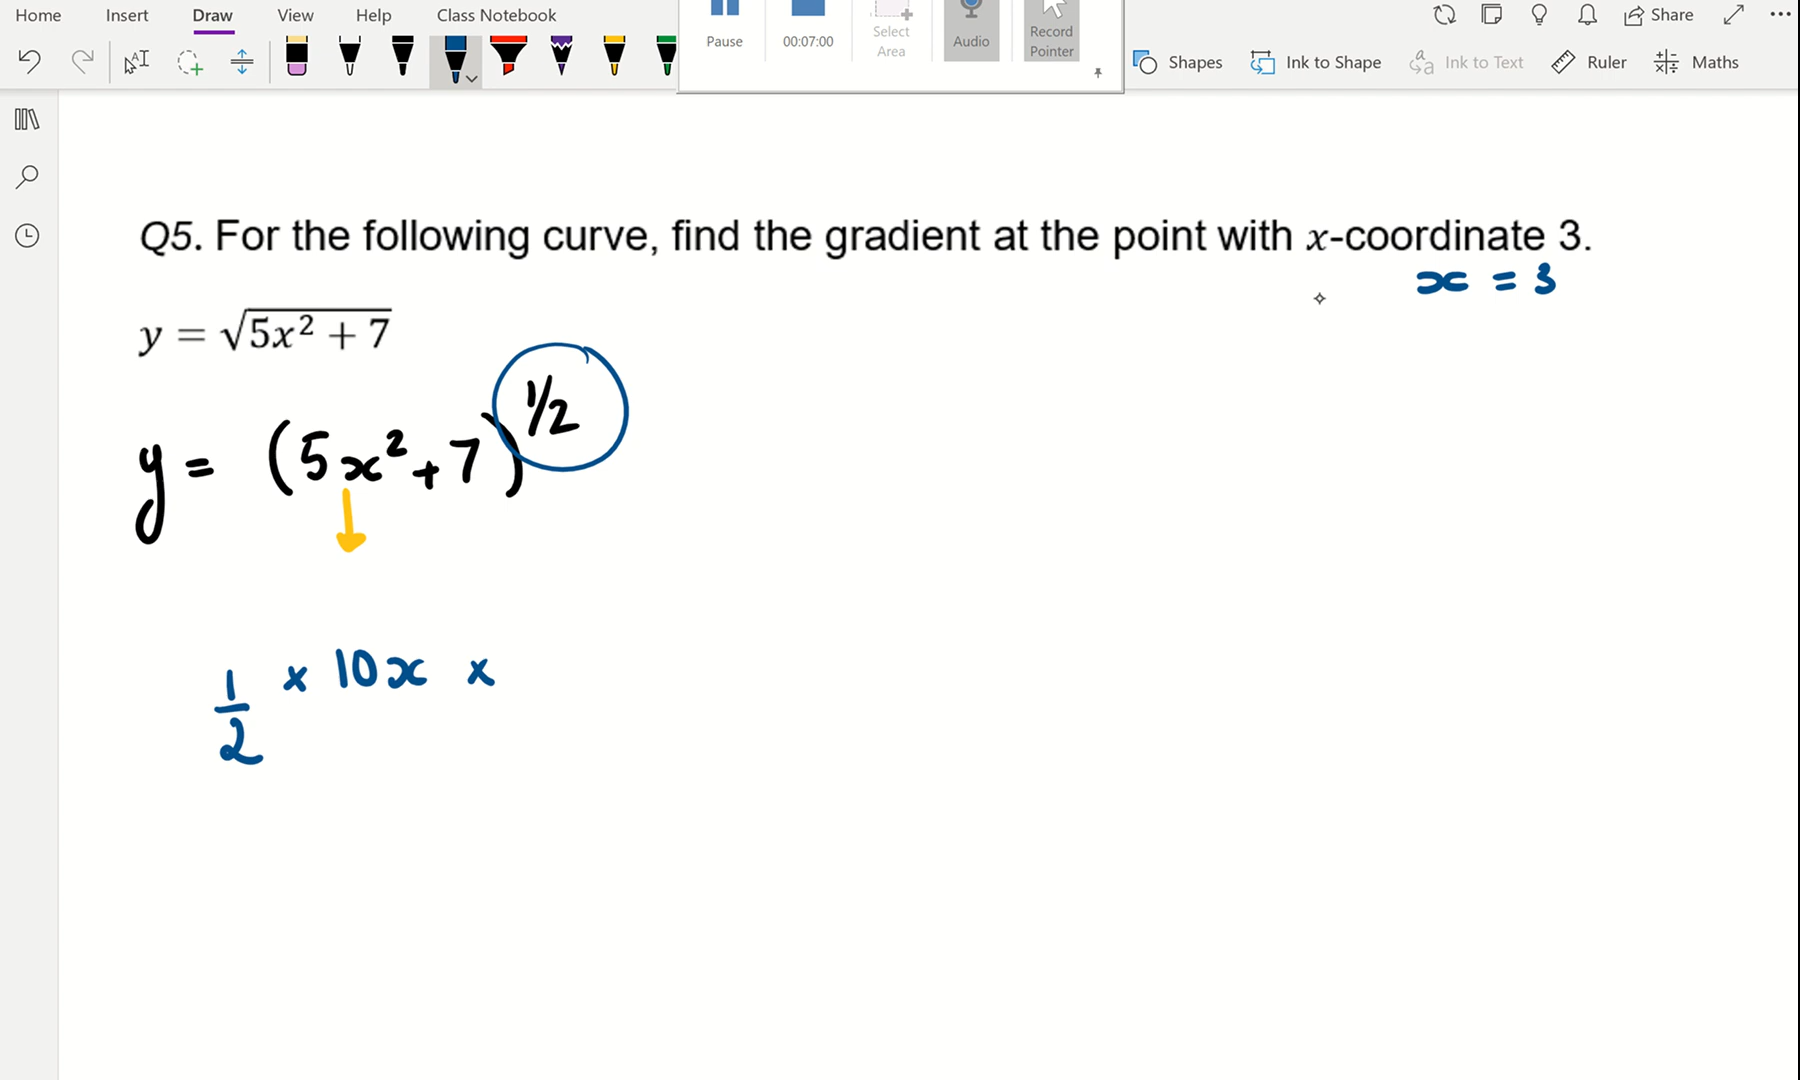 Home Insert Draw View Help Class Notebook
Share
Pause 00:07:00 Select Area Audio Record Pointer
Shapes Ink to Shape Ink to Text Ruler Maths
Q5. For the following curve, find the gradient at the point with x-coordinate 3.
x = 3
y = √5x² + 7
y = (5x²+7)^1/2
1/2 × 10x ×